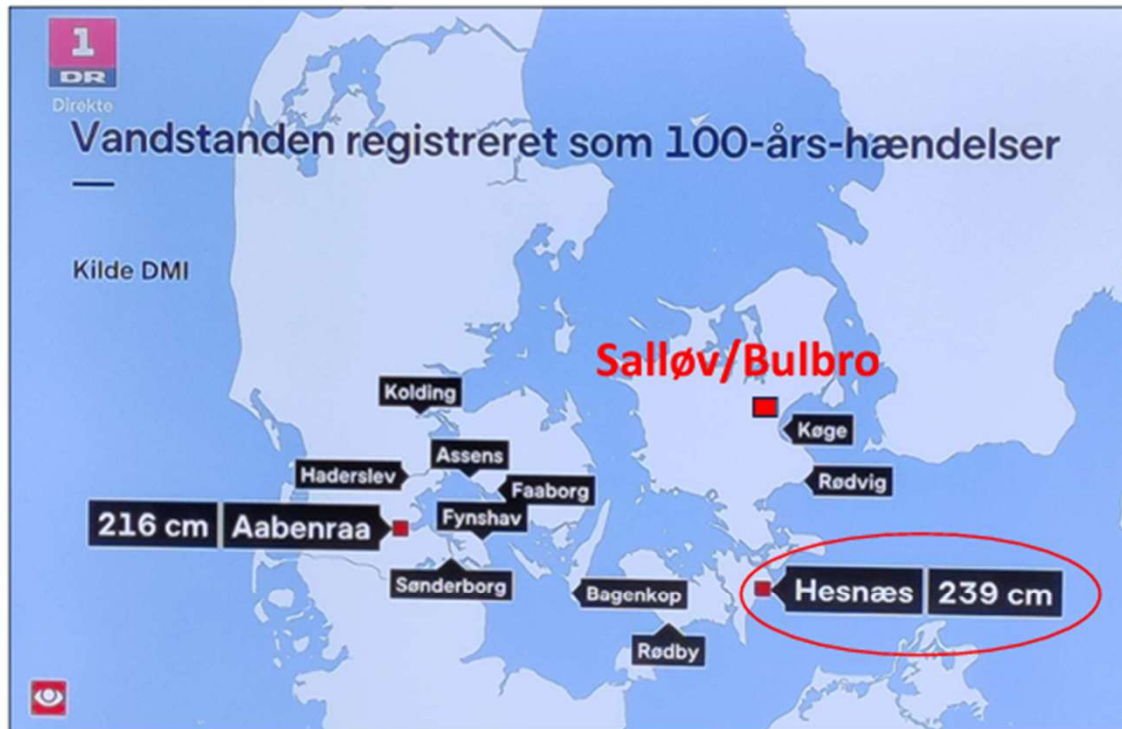 1
DR
Direkte
Vandstanden registreret som 100-års-hændelser
Kilde DMI
Salløv/Bulbro
Kolding
Køge
Assens
Haderslev
Rødvig
Faaborg
216 cm Aabenraa
Fynshav
Sønderborg
Bagenkop
Hesnæs 239 cm
Rødby